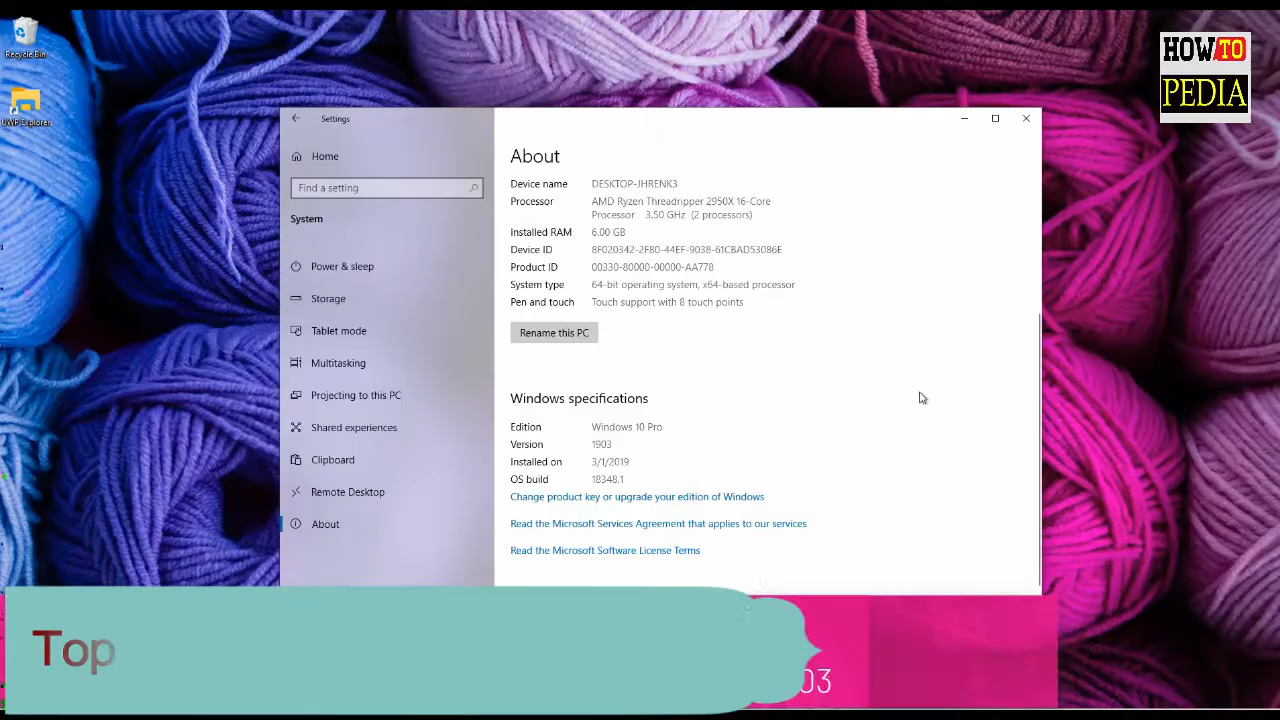 Recycle Bin
UWP Explorer
HOW TO
PEDIA
Settings
Home
Find a setting
System
Power & sleep
Storage
Tablet mode
Multitasking
Projecting to this PC
Shared experiences
Clipboard
Remote Desktop
About
About
Device name DESKTOP-JHRENK3
Processor AMD Ryzen Threadripper 2950X 16-Core
Processor 3.50 GHz (2 processors)
Installed RAM 6.00 GB
Device ID 8F020342-2F80-44EF-9038-61CBAD53086E
Product ID 00330-80000-00000-AA778
System type 64-bit operating system, x64-based processor
Pen and touch Touch support with 8 touch points
Rename this PC
Windows specifications
Edition Windows 10 Pro
Version 1903
Installed on 3/1/2019
OS build 18348.1
Change product key or upgrade your edition of Windows
Read the Microsoft Services Agreement that applies to our services
Read the Microsoft Software License Terms
Top
03